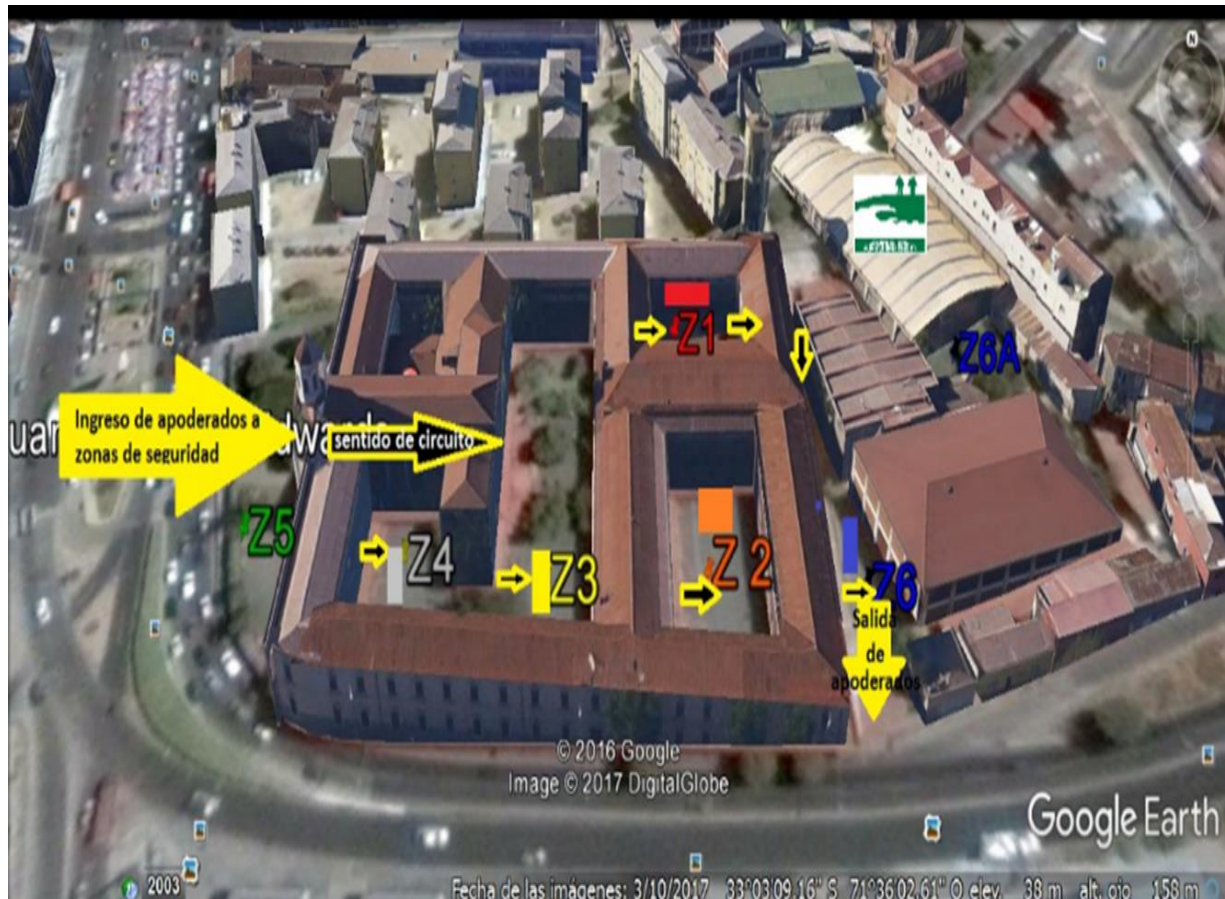 N
Z1
Z6A
Ingreso de apoderados a
zonas de seguridad
sentido de circuito
Z5
Z4
Z3
Z 2
Z6
Salida
de
apoderados
© 2016 Google
Image © 2017 DigitalGlobe
Google Earth
2003
Fecha de las imágenes: 3/10/2017 33°03'09.16" S 71°36'02.61" O elev. 38 m alt. ojo 158 m